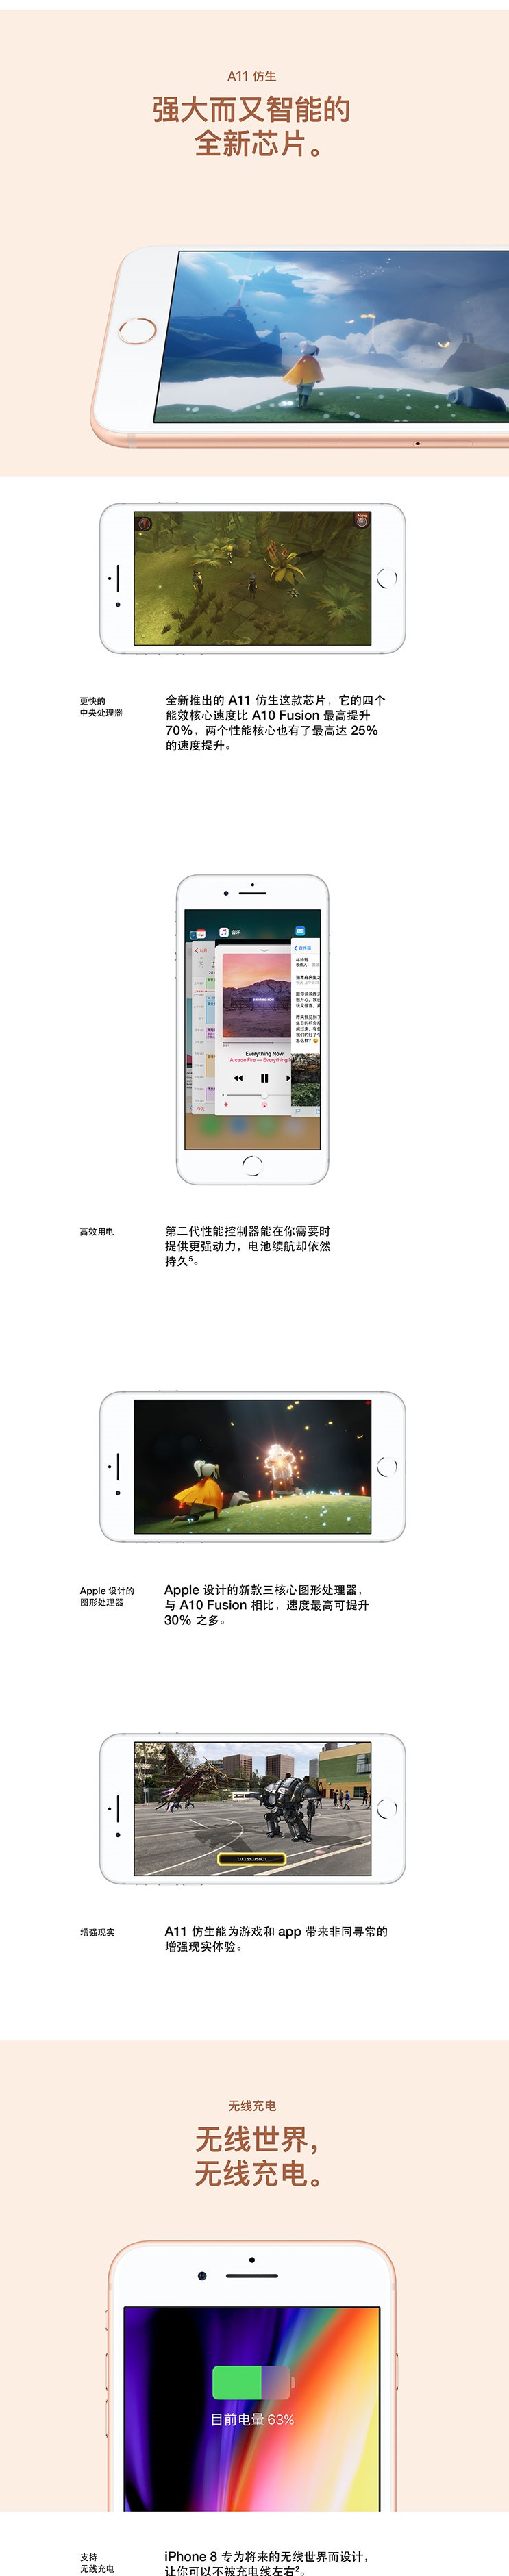 A11 仿生
强大而又智能的
全新芯片。
更快的
中央处理器
全新推出的 A11 仿生这款芯片，它的四个
能效核心速度比 A10 Fusion 最高提升
70%，两个性能核心也有了最高达 25%
的速度提升。
音乐
Everything Now
Arcade Fire — Everything
高效用电
第二代性能控制器能在你需要时
提供更强动力，电池续航却依然
持久⁵。
Apple 设计的
图形处理器
Apple 设计的新款三核心图形处理器，
与 A10 Fusion 相比，速度最高可提升
30% 之多。
TAKE SNAPSHOT
增强现实
A11 仿生能为游戏和 app 带来非同寻常的
增强现实体验。
无线充电
无线世界，
无线充电。
目前电量 63%
支持
无线充电
iPhone 8 专为将来的无线世界而设计，
让你可以不被充电线左右²。